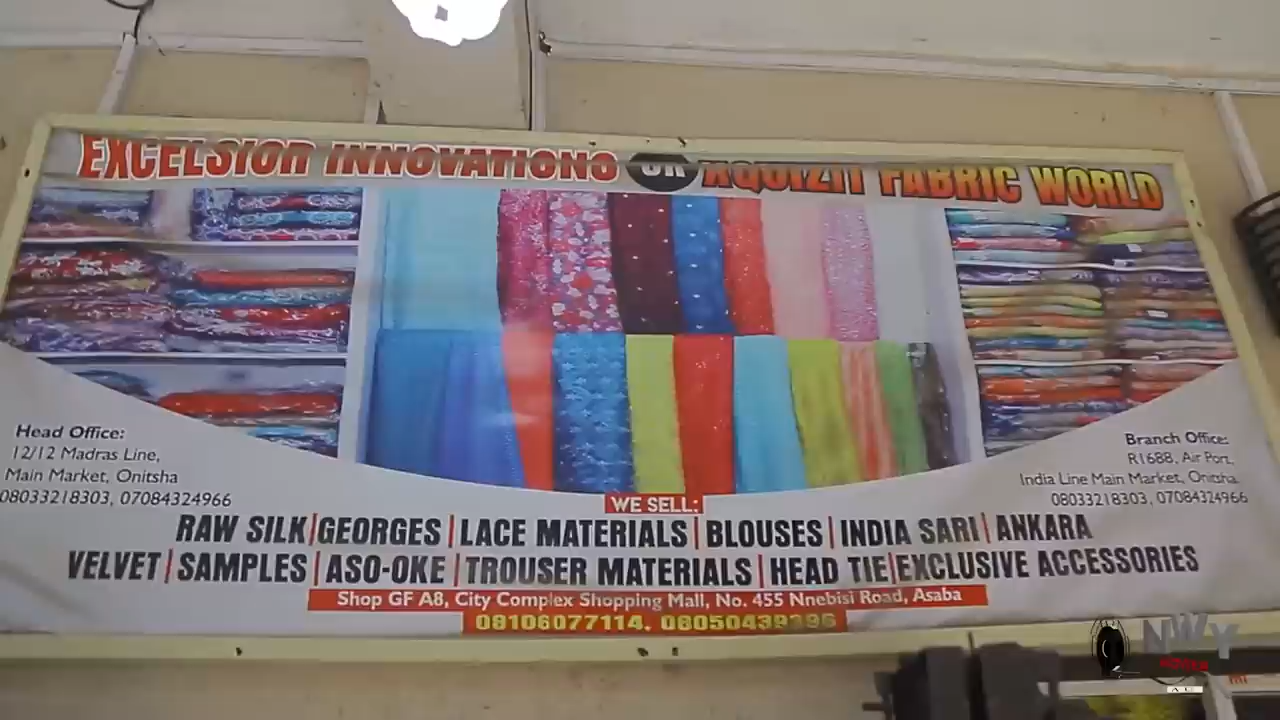 EXCELSIOR INNOVATIONS OR XQUIZIT FABRIC WORLD
Head Office:
12/12 Madras Line,
Main Market, Onitsha
08033218303, 07084324966
Branch Office:
R1688, Air Port,
India Line Main Market, Onitsha.
08033218303, 07084324966
WE SELL:
RAW SILK|GEORGES|LACE MATERIALS|BLOUSES|INDIA SARI|ANKARA
VELVET|SAMPLES|ASO-OKE|TROUSER MATERIALS|HEAD TIE|EXCLUSIVE ACCESSORIES
Shop GF A8, City Complex Shopping Mall, No. 455 Nnebisi Road, Asaba
08106077114.
NWY